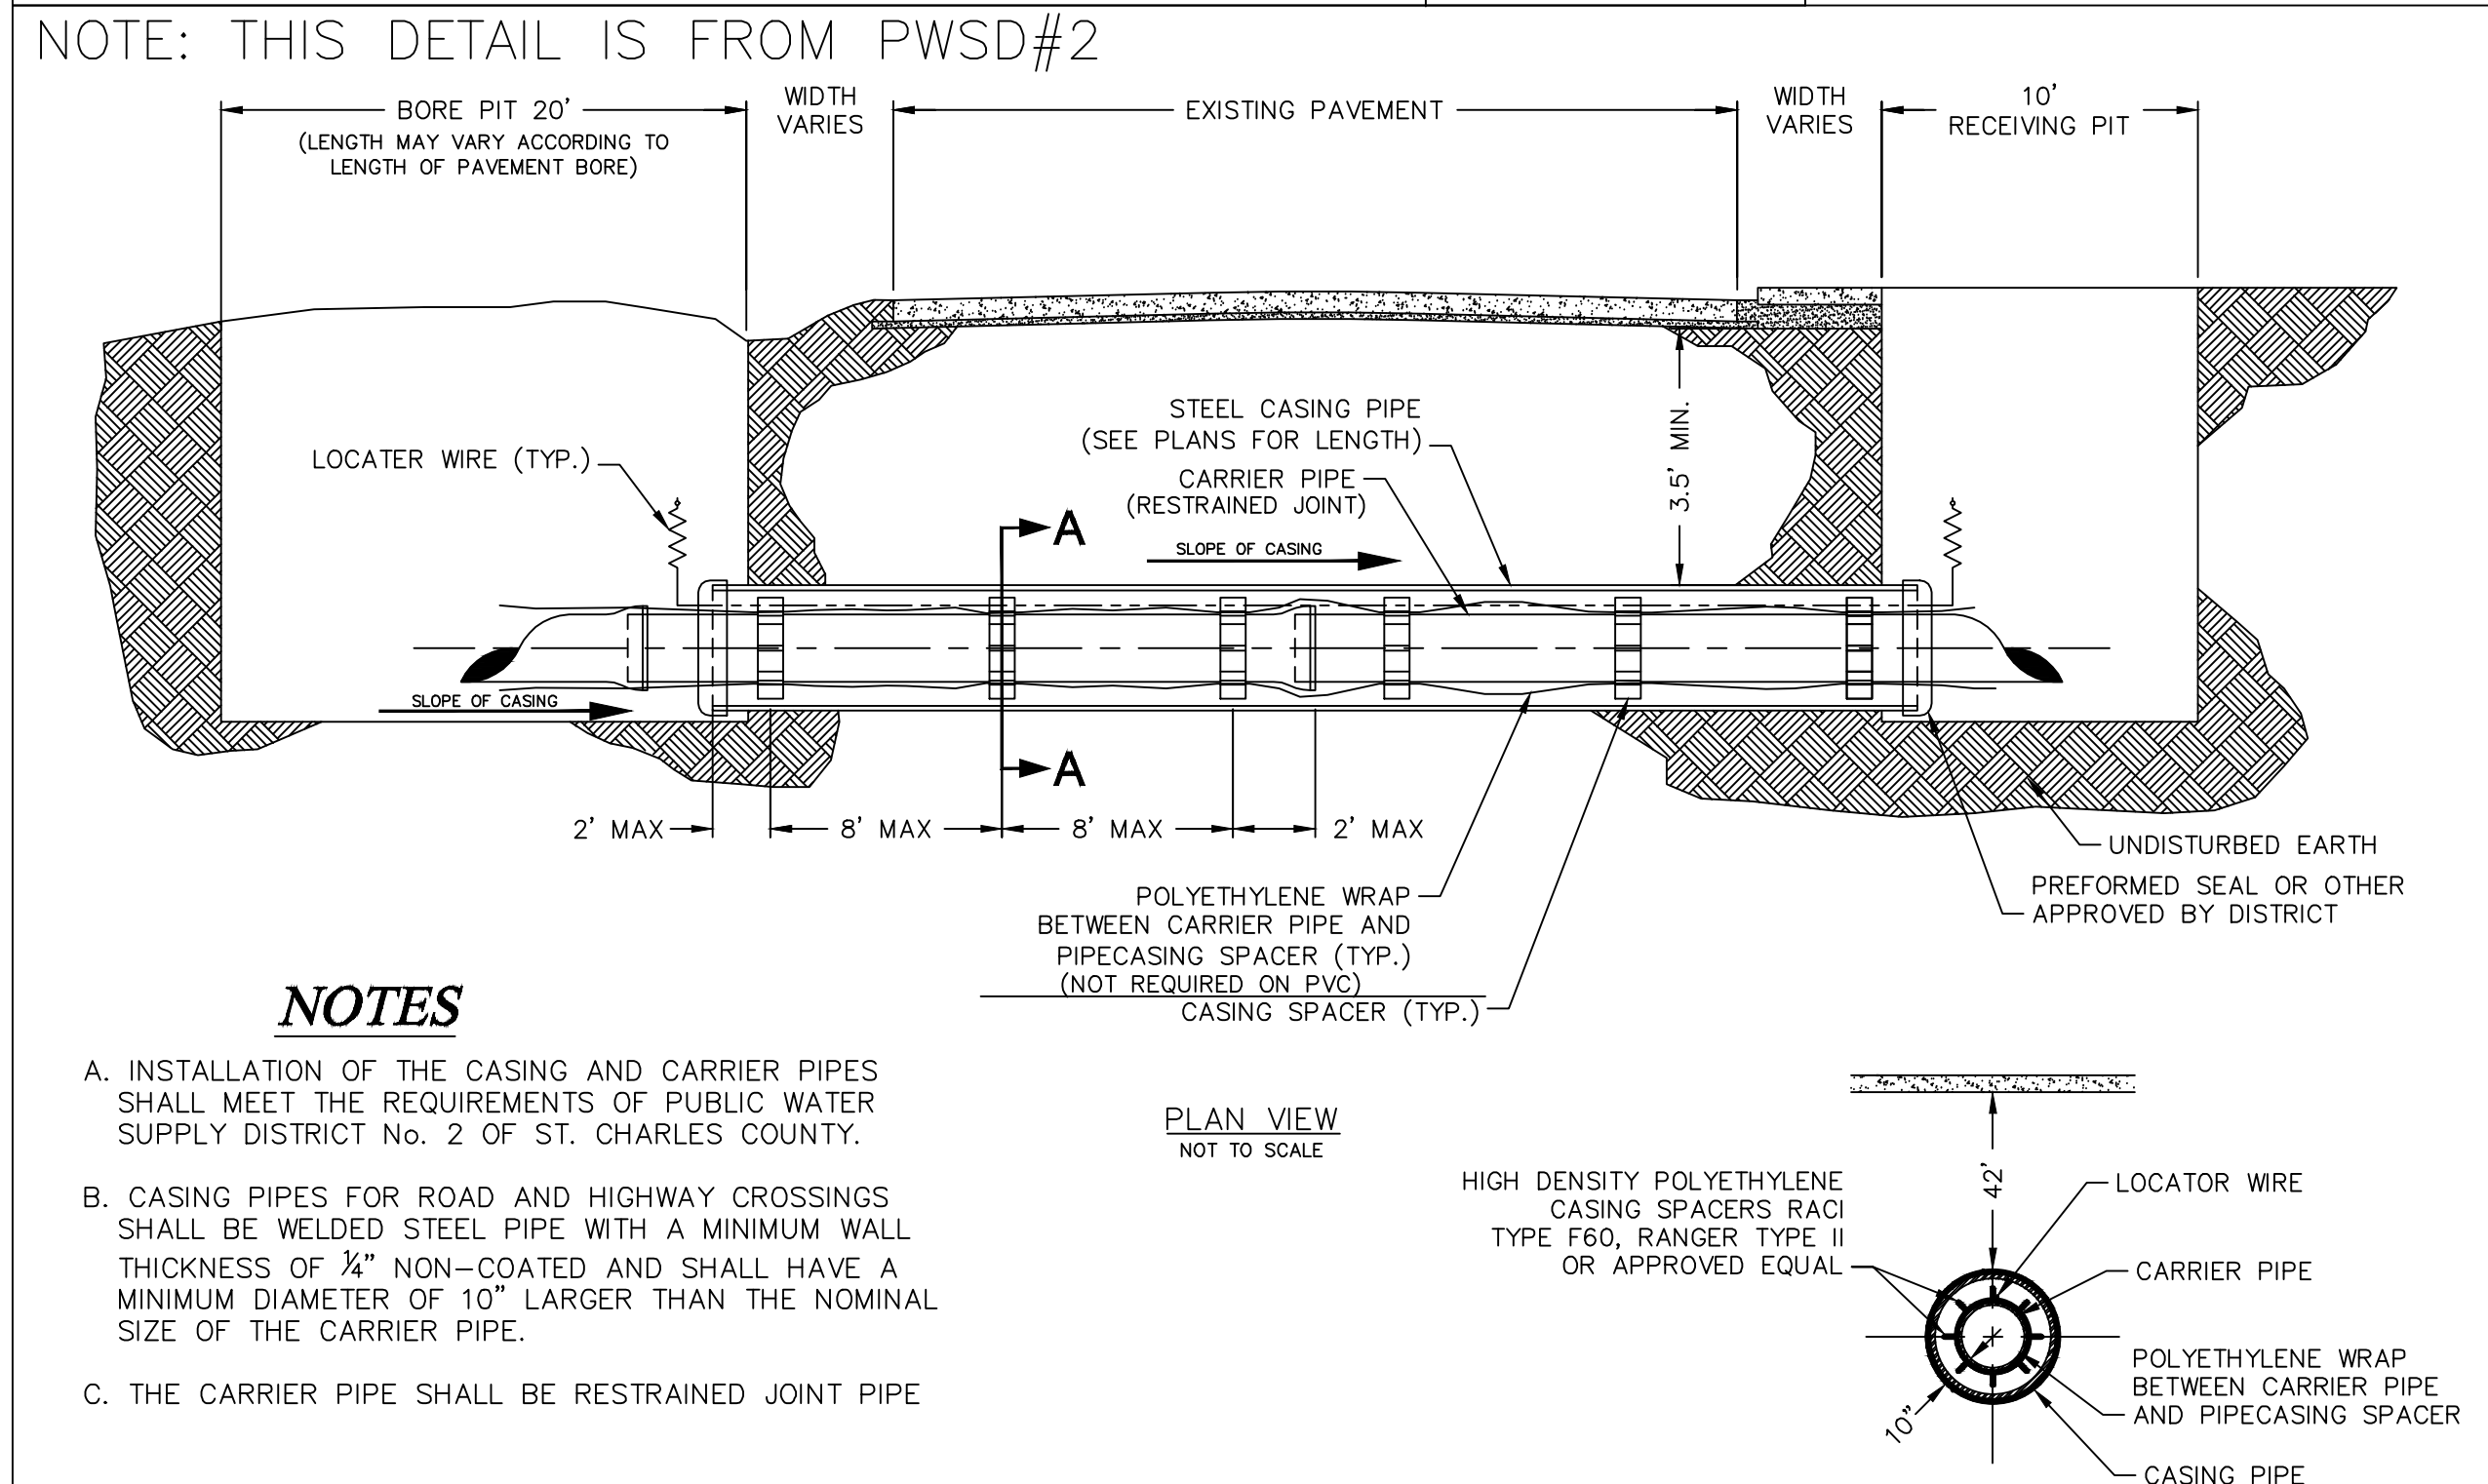 NOTE: THIS DETAIL IS FROM PWSD#2
BORE PIT 20'
(LENGTH MAY VARY ACCORDING TO
LENGTH OF PAVEMENT BORE)
WIDTH
VARIES
EXISTING PAVEMENT
WIDTH
VARIES
10'
RECEIVING PIT
LOCATER WIRE (TYP.)
STEEL CASING PIPE
(SEE PLANS FOR LENGTH)
CARRIER PIPE
(RESTRAINED JOINT)
3.5' MIN.
A
SLOPE OF CASING
SLOPE OF CASING
A
2' MAX
8' MAX
8' MAX
2' MAX
UNDISTURBED EARTH
PREFORMED SEAL OR OTHER
APPROVED BY DISTRICT
POLYETHYLENE WRAP
BETWEEN CARRIER PIPE AND
PIPECASING SPACER (TYP.)
(NOT REQUIRED ON PVC)
CASING SPACER (TYP.)
NOTES
A. INSTALLATION OF THE CASING AND CARRIER PIPES
SHALL MEET THE REQUIREMENTS OF PUBLIC WATER
SUPPLY DISTRICT No. 2 OF ST. CHARLES COUNTY.
B. CASING PIPES FOR ROAD AND HIGHWAY CROSSINGS
SHALL BE WELDED STEEL PIPE WITH A MINIMUM WALL
THICKNESS OF ¼" NON-COATED AND SHALL HAVE A
MINIMUM DIAMETER OF 10" LARGER THAN THE NOMINAL
SIZE OF THE CARRIER PIPE.
C. THE CARRIER PIPE SHALL BE RESTRAINED JOINT PIPE
PLAN VIEW
NOT TO SCALE
HIGH DENSITY POLYETHYLENE
CASING SPACERS RACI
TYPE F60, RANGER TYPE II
OR APPROVED EQUAL
42'
LOCATOR WIRE
CARRIER PIPE
POLYETHYLENE WRAP
BETWEEN CARRIER PIPE
AND PIPECASING SPACER
10"
CASING PIPE